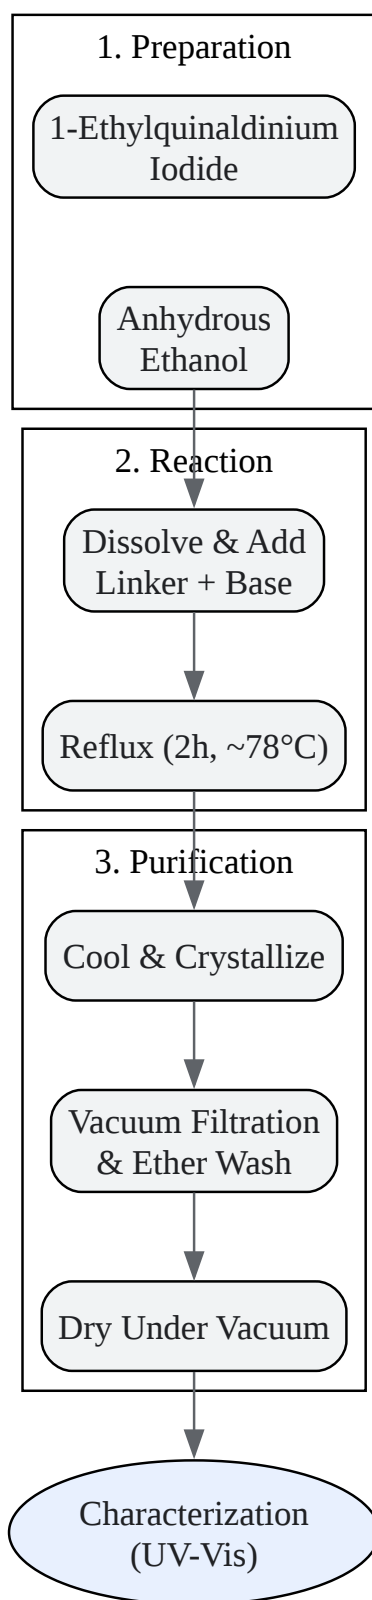 1. Preparation
1-Ethylquinaldinium
Iodide
Anhydrous
Ethanol
2. Reaction
Dissolve & Add
Linker + Base
Reflux (2h, ~78°C)
3. Purification
Cool & Crystallize
Vacuum Filtration
& Ether Wash
Dry Under Vacuum
Characterization
(UV-Vis)